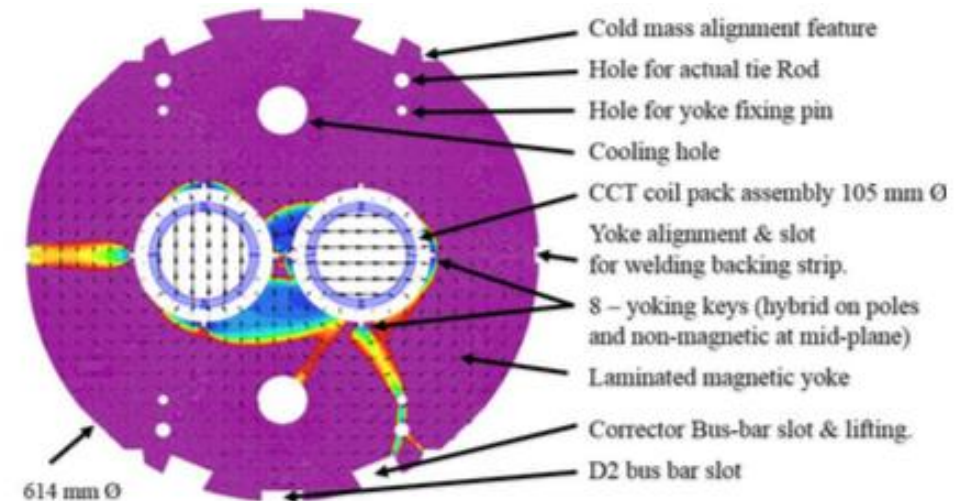 Cold mass alignment feature
Hole for actual tie Rod
Hole for yoke fixing pin
Cooling hole
CCT coil pack assembly 105 mm Ø
Yoke alignment & slot
for welding backing strip.
8 – yoking keys (hybrid on poles
and non-magnetic at mid-plane)
Laminated magnetic yoke
Corrector Bus-bar slot & lifting.
D2 bus bar slot
614 mm Ø